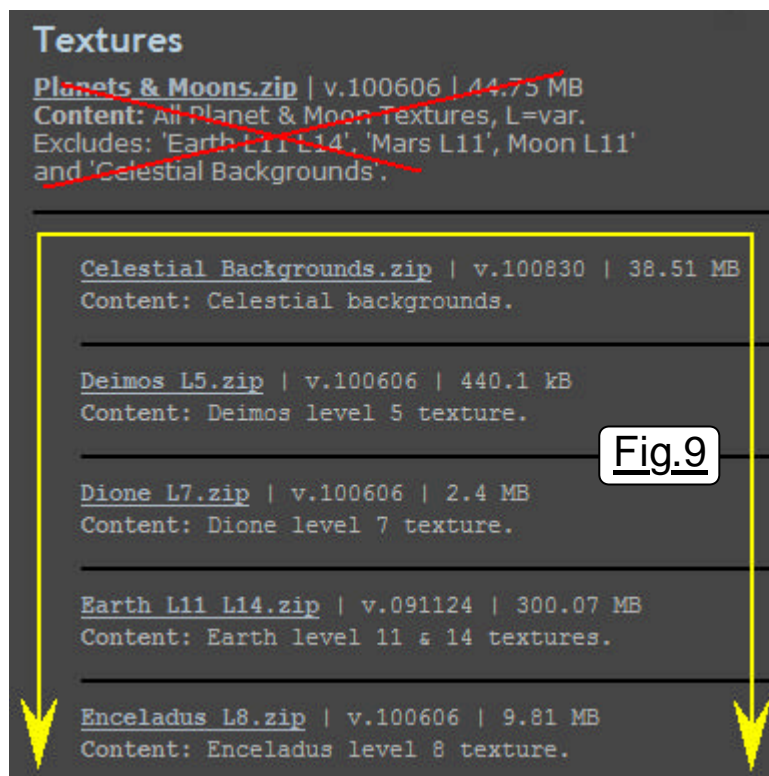 Textures
Planets & Moons.zip | v.100606 | 44.75 MB
Content: All Planet & Moon Textures, L=var.
Excludes: 'Earth L11 L14', 'Mars L11', Moon L11'
and 'Celestial Backgrounds'.
Celestial Backgrounds.zip | v.100830 | 38.51 MB
Content: Celestial backgrounds.
Deimos L5.zip | v.100606 | 440.1 kB
Content: Deimos level 5 texture.
Fig.9
Dione L7.zip | v.100606 | 2.4 MB
Content: Dione level 7 texture.
Earth L11 L14.zip | v.091124 | 300.07 MB
Content: Earth level 11 & 14 textures.
Enceladus L8.zip | v.100606 | 9.81 MB
Content: Enceladus level 8 texture.